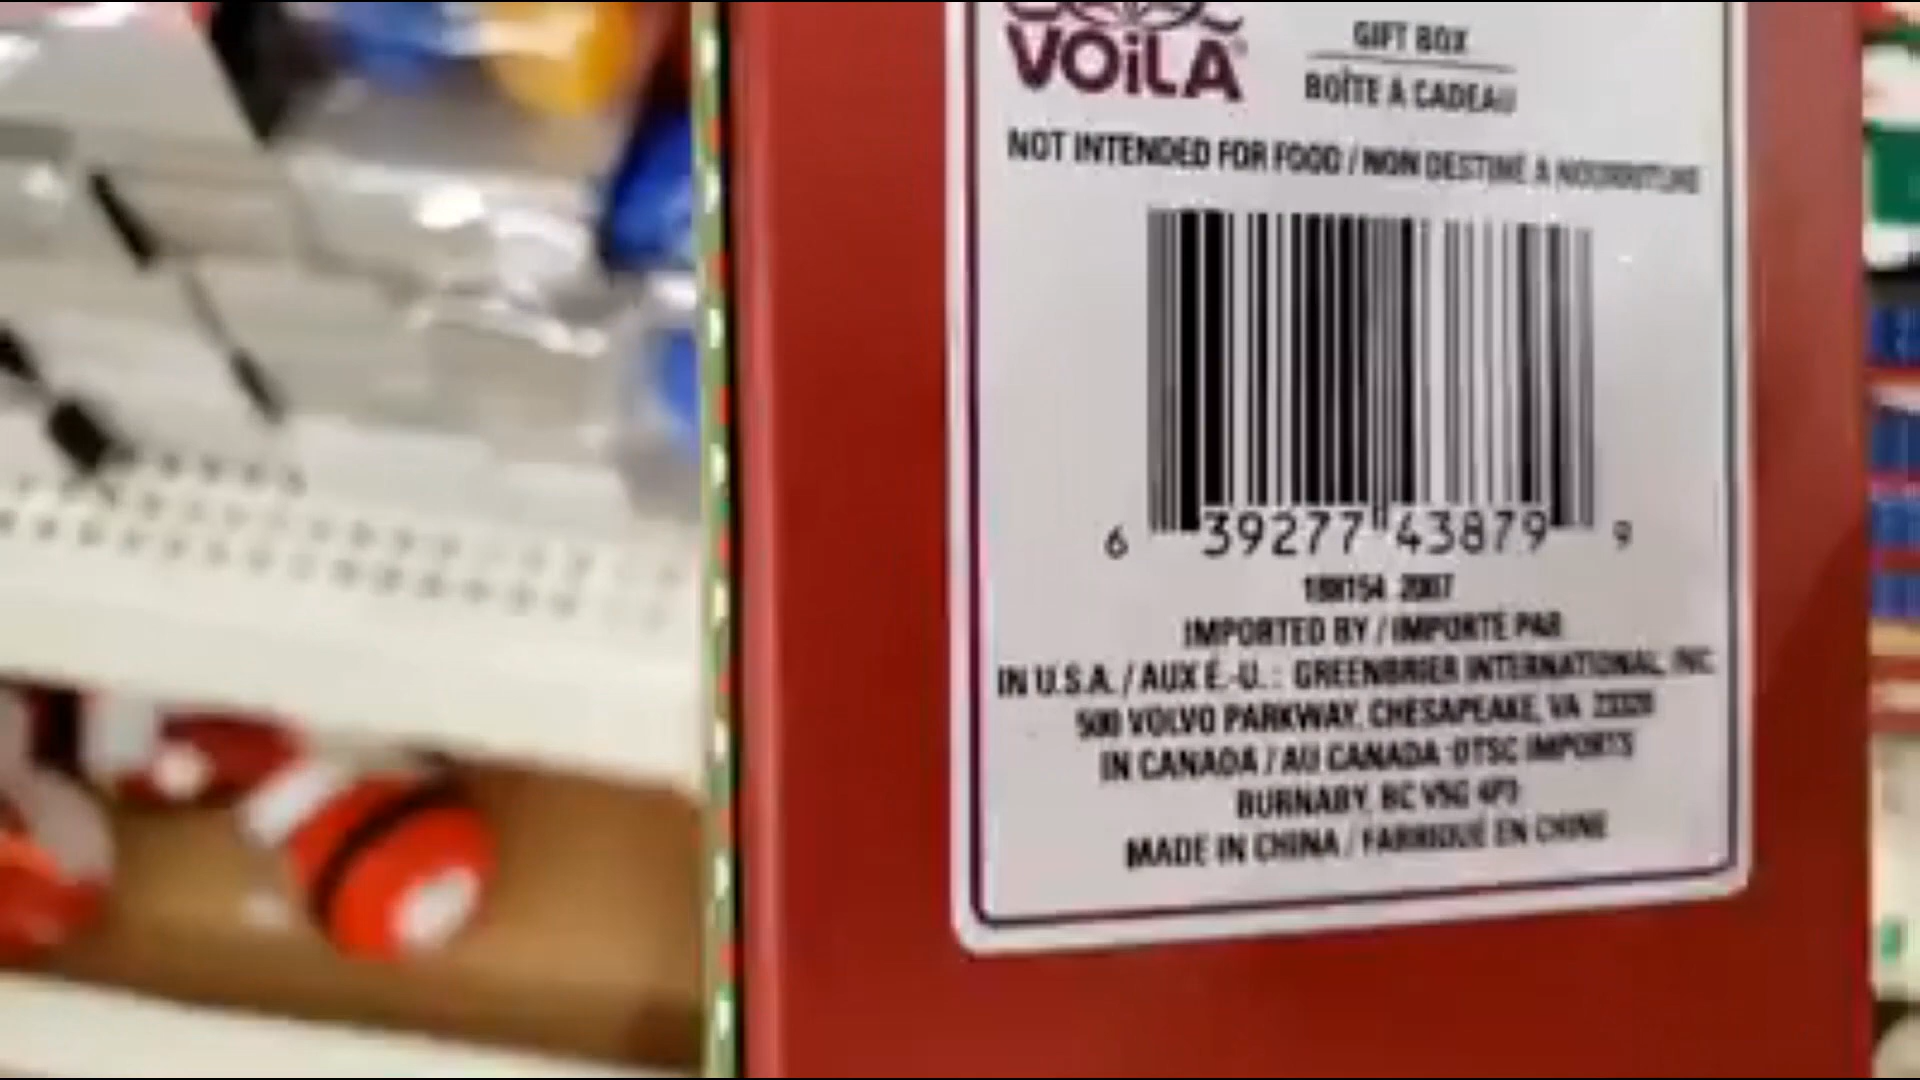 VOiLÀ
GIFT BOX
BOÎTE À CADEAU
NOT INTENDED FOR FOOD / NON DESTINÉ À NOURRITURE
6 39277 43879 9
188154 2007
IMPORTED BY / IMPORTÉ PAR
IN U.S.A. / AUX É.-U. : GREENBRIER INTERNATIONAL, INC.
500 VOLVO PARKWAY, CHESAPEAKE, VA 23320
IN CANADA / AU CANADA: DTSC IMPORTS
BURNABY, BC V5G 4P3
MADE IN CHINA / FABRIQUÉ EN CHINE